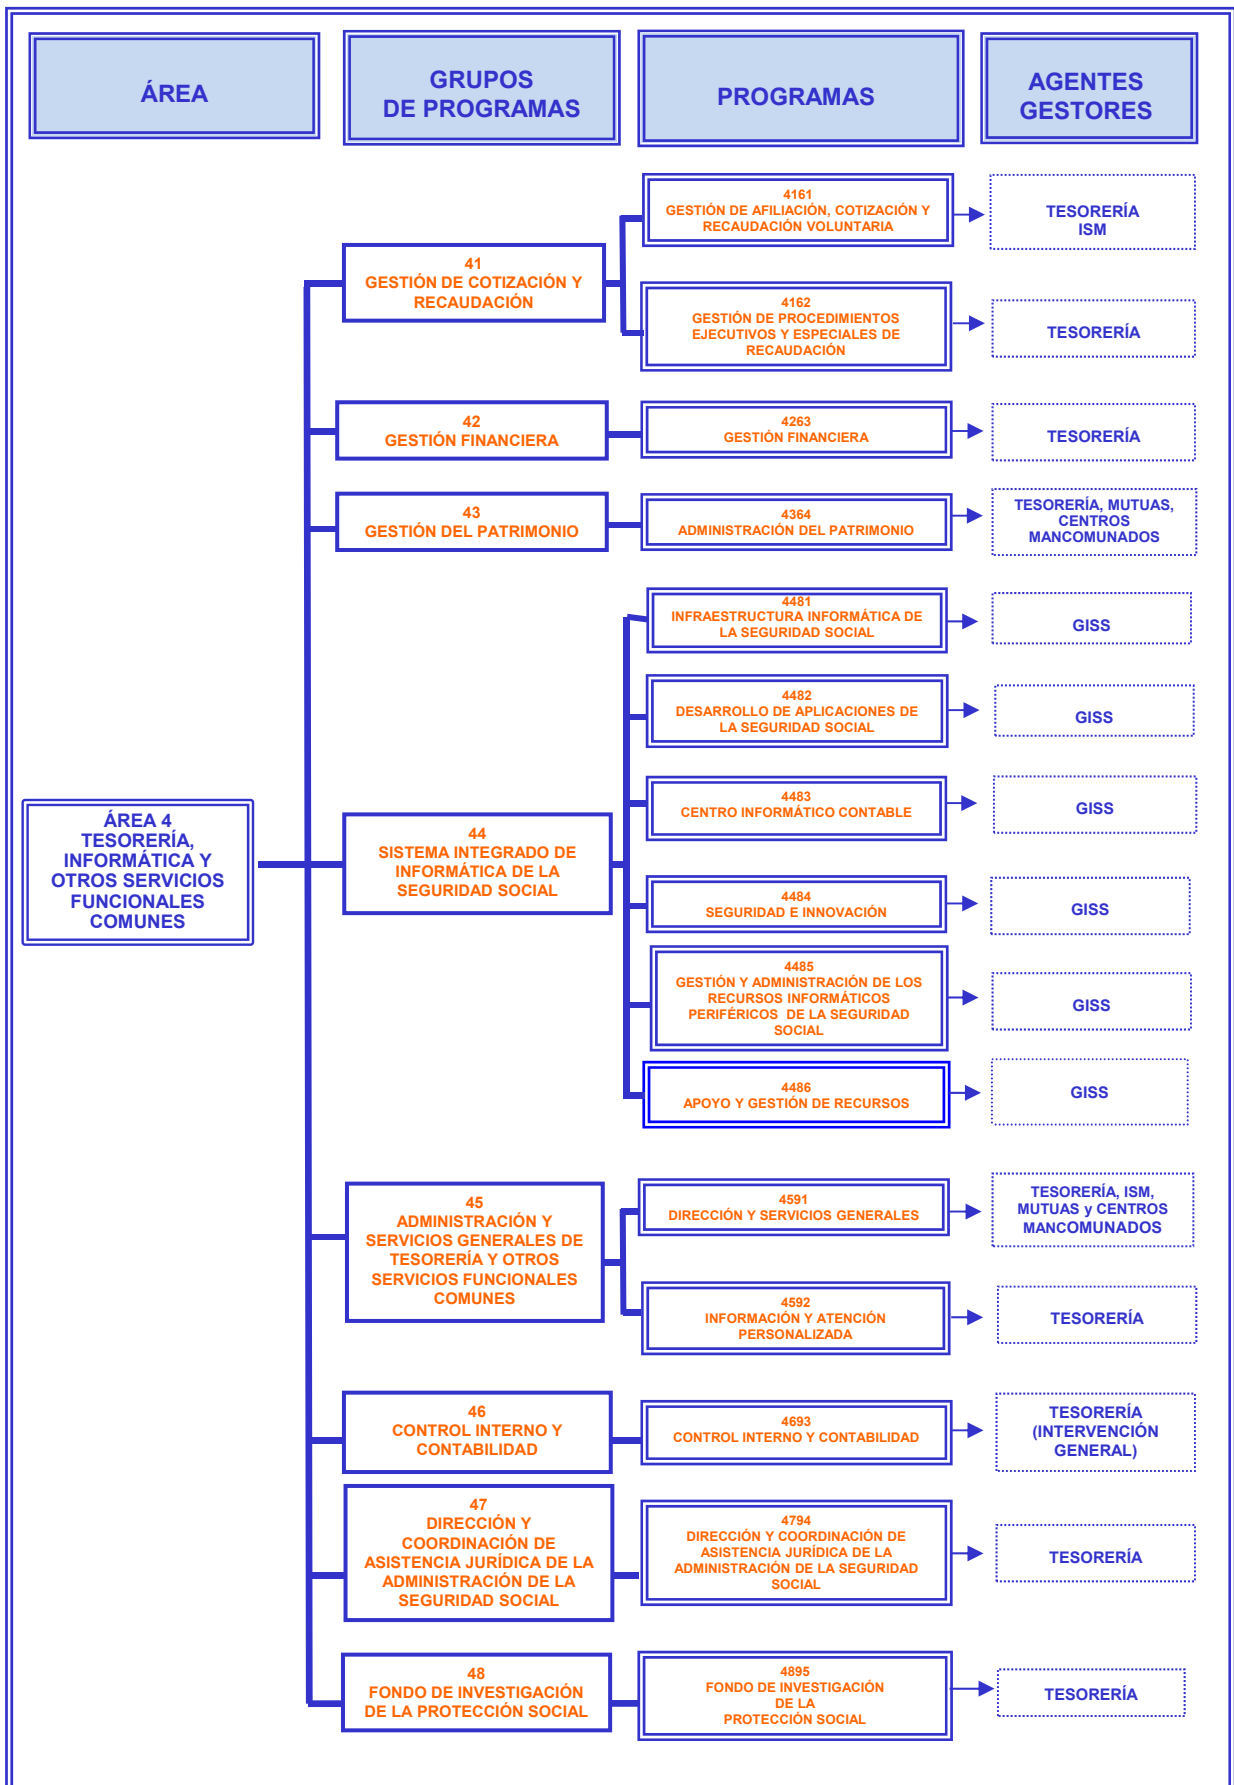 ÁREA
GRUPOS
DE PROGRAMAS
PROGRAMAS
AGENTES
GESTORES
ÁREA 4
TESORERÍA,
INFORMÁTICA Y
OTROS SERVICIOS
FUNCIONALES
COMUNES
41
GESTIÓN DE COTIZACIÓN Y
RECAUDACIÓN
4161
GESTIÓN DE AFILIACIÓN, COTIZACIÓN Y
RECAUDACIÓN VOLUNTARIA
TESORERÍA
ISM
4162
GESTIÓN DE PROCEDIMIENTOS
EJECUTIVOS Y ESPECIALES DE
RECAUDACIÓN
TESORERÍA
42
GESTIÓN FINANCIERA
4263
GESTIÓN FINANCIERA
TESORERÍA
43
GESTIÓN DEL PATRIMONIO
4364
ADMINISTRACIÓN DEL PATRIMONIO
TESORERÍA, MUTUAS,
CENTROS
MANCOMUNADOS
44
SISTEMA INTEGRADO DE
INFORMÁTICA DE LA
SEGURIDAD SOCIAL
4481
INFRAESTRUCTURA INFORMÁTICA DE
LA SEGURIDAD SOCIAL
GISS
4482
DESARROLLO DE APLICACIONES DE
LA SEGURIDAD SOCIAL
GISS
4483
CENTRO INFORMÁTICO CONTABLE
GISS
4484
SEGURIDAD E INNOVACIÓN
GISS
4485
GESTIÓN Y ADMINISTRACIÓN DE LOS
RECURSOS INFORMÁTICOS
PERIFÉRICOS  DE LA SEGURIDAD
SOCIAL
GISS
4486
APOYO Y GESTIÓN DE RECURSOS
GISS
45
ADMINISTRACIÓN Y
SERVICIOS GENERALES DE
TESORERÍA Y OTROS
SERVICIOS FUNCIONALES
COMUNES
4591
DIRECCIÓN Y SERVICIOS GENERALES
TESORERÍA, ISM,
MUTUAS y CENTROS
MANCOMUNADOS
4592
INFORMACIÓN Y ATENCIÓN
PERSONALIZADA
TESORERÍA
46
CONTROL INTERNO Y
CONTABILIDAD
4693
CONTROL INTERNO Y CONTABILIDAD
TESORERÍA
(INTERVENCIÓN
GENERAL)
47
DIRECCIÓN Y
COORDINACIÓN DE
ASISTENCIA JURÍDICA DE LA
ADMINISTRACIÓN DE LA
SEGURIDAD SOCIAL
4794
DIRECCIÓN Y COORDINACIÓN DE
ASISTENCIA JURÍDICA DE LA
ADMINISTRACIÓN DE LA SEGURIDAD
SOCIAL
TESORERÍA
48
FONDO DE INVESTIGACIÓN
DE LA PROTECCIÓN SOCIAL
4895
FONDO DE INVESTIGACIÓN
DE LA
PROTECCIÓN SOCIAL
TESORERÍA